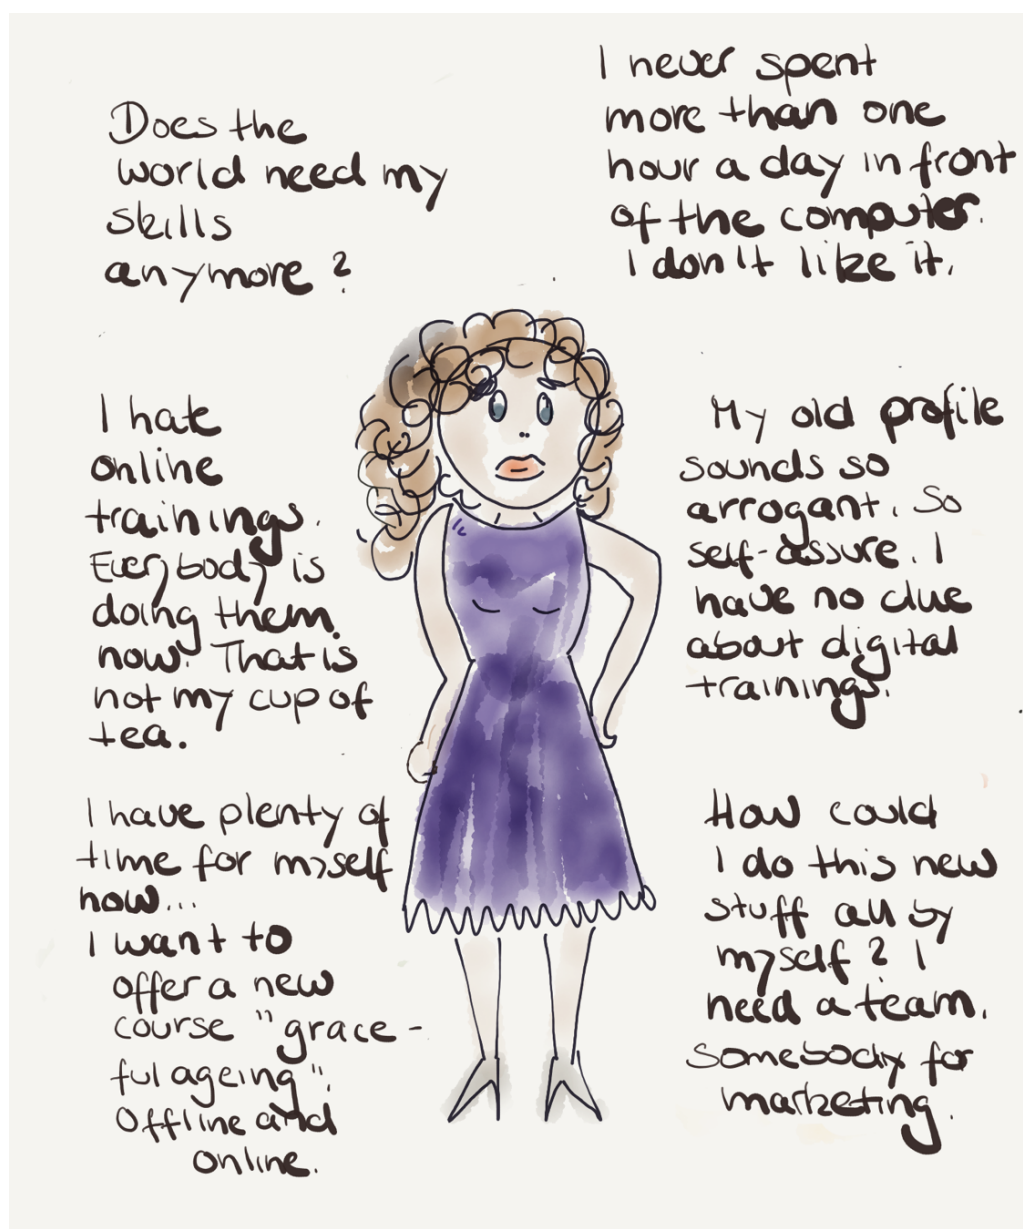 Does the
world need my
skills
anymore?
I never spent
more than one
hour a day in front
of the computer.
I don't like it.
I hate
online
trainings.
Everybody is
doing them
now. That is
not my cup of
tea.
My old profile
sounds so
arrogant. So
self-assure. I
have no clue
about digital
trainings.
I have plenty of
time for myself
now...
I want to
offer a new
course "grace-
ful ageing".
Offline and
online.
How could
I do this new
stuff all by
myself? I
need a team.
Somebody for
marketing.